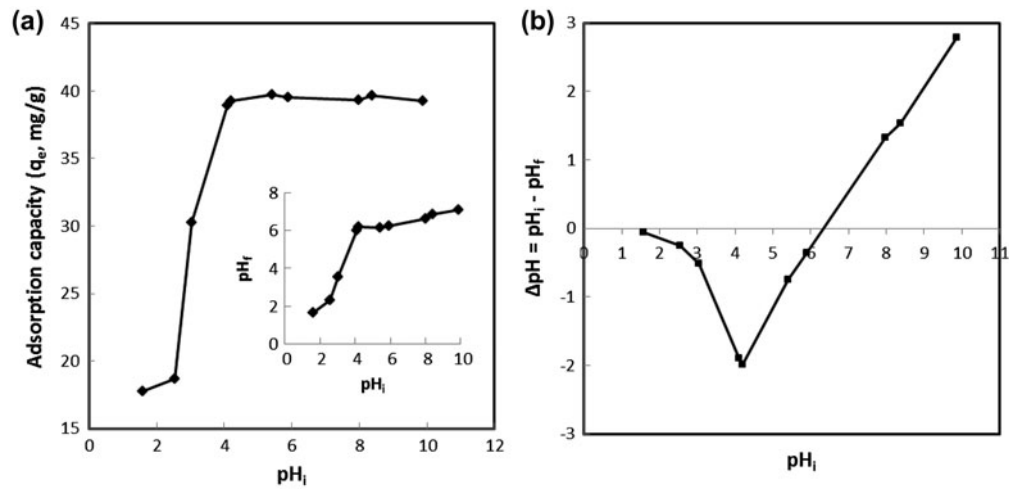 (a)
45
40
35
30
25
20
15
Adsorption capacity (qe, mg/g)
0 2 4 6 8 10 12
pHi
8
6
4
2
0
pHf
0 2 4 6 8 10
pHi
(b)
3
2
1
0
-1
-2
-3
ΔpH = pHi - pHf
0 1 2 3 4 5 6 7 8 9 10 11
pHi